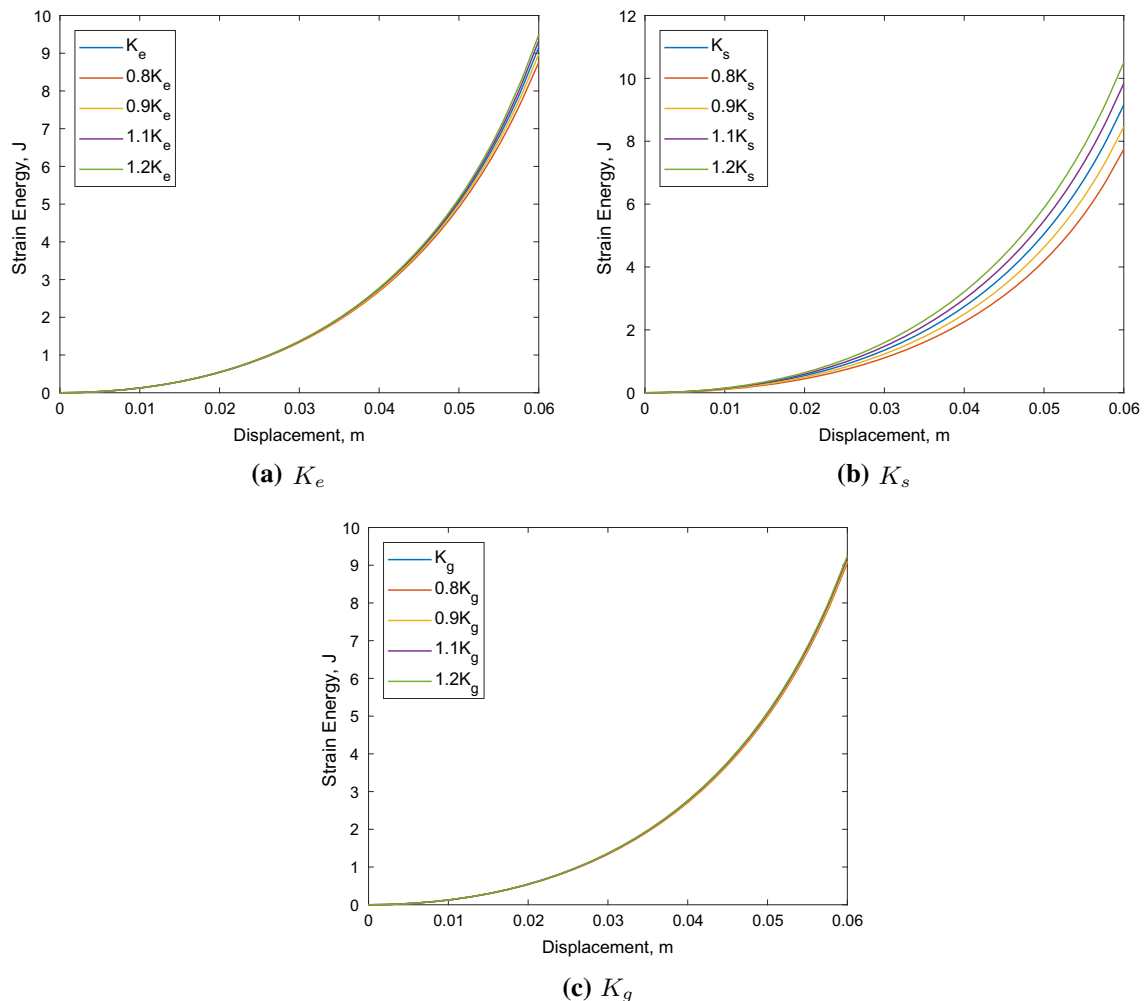 10
9
8
7
6
5
4
3
2
1
0
Strain Energy, J
K_e
0.8K_e
0.9K_e
1.1K_e
1.2K_e
0 0.01 0.02 0.03 0.04 0.05 0.06
Displacement, m
(a) K_e
12
10
8
6
4
2
0
Strain Energy, J
K_s
0.8K_s
0.9K_s
1.1K_s
1.2K_s
0 0.01 0.02 0.03 0.04 0.05 0.06
Displacement, m
(b) K_s
10
9
8
7
6
5
4
3
2
1
0
Strain Energy, J
K_g
0.8K_g
0.9K_g
1.1K_g
1.2K_g
0 0.01 0.02 0.03 0.04 0.05 0.06
Displacement, m
(c) K_g